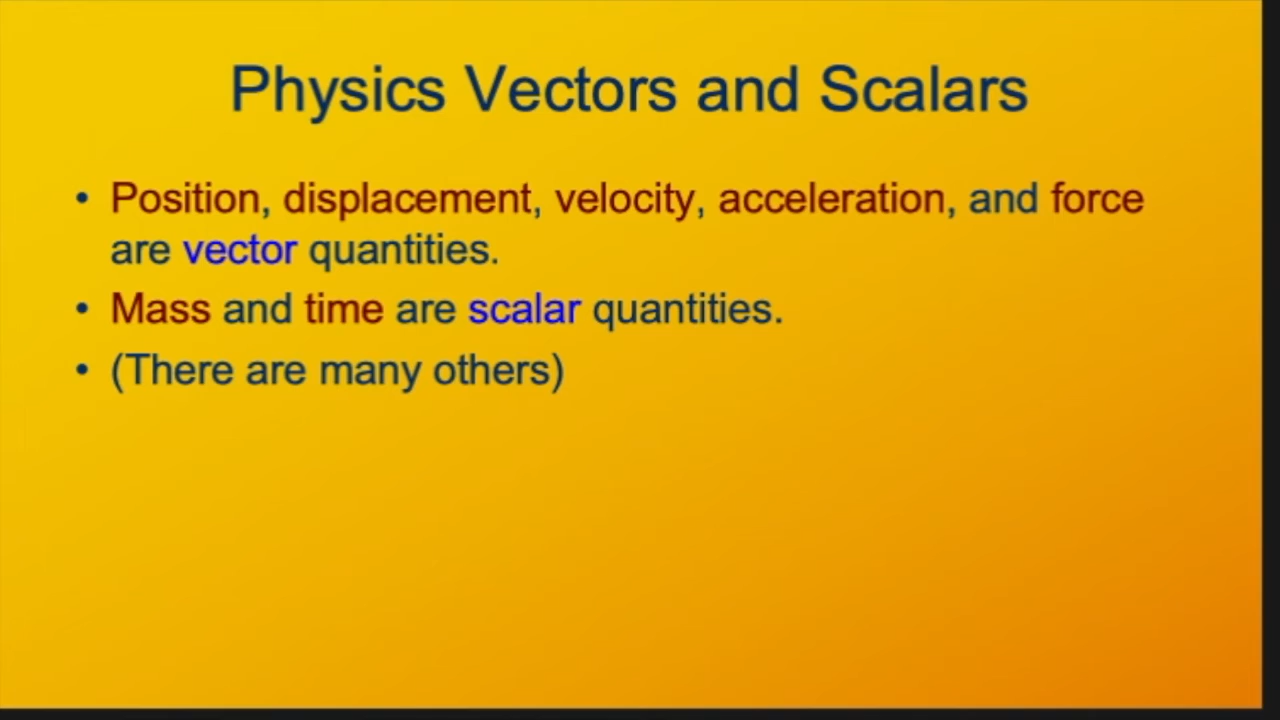 Physics Vectors and Scalars
• Position, displacement, velocity, acceleration, and force
are vector quantities.
• Mass and time are scalar quantities.
• (There are many others)